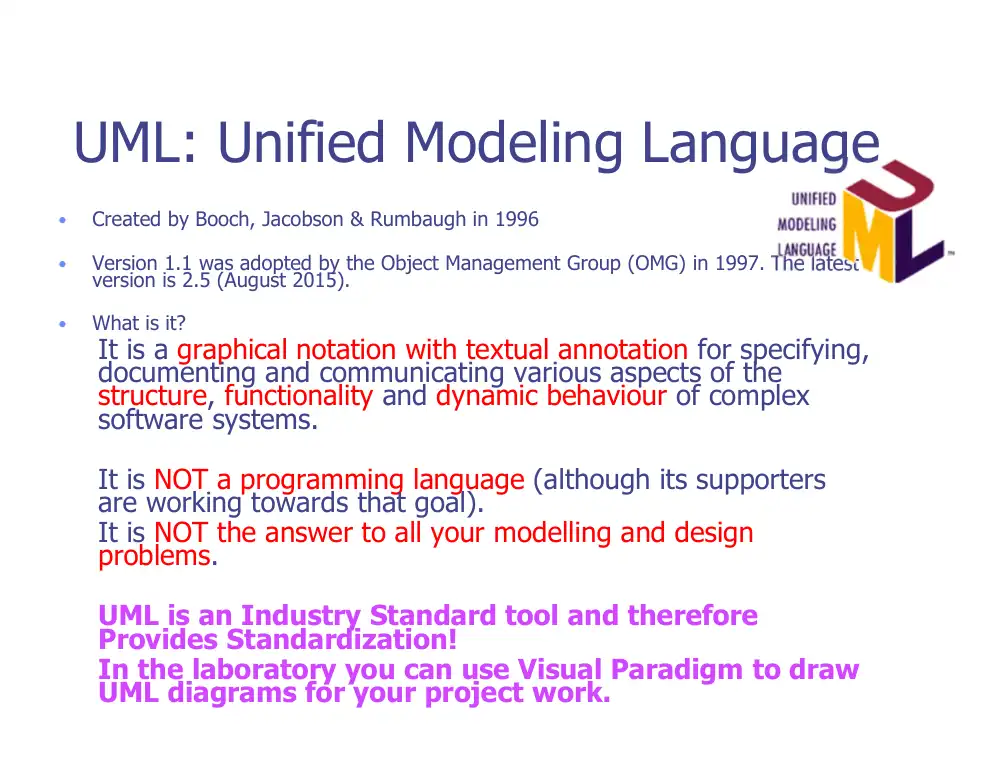 UML: Unified Modeling Language
• Created by Booch, Jacobson & Rumbaugh in 1996
UNIFIED
MODELING
LANGUAGE
UML
™
• Version 1.1 was adopted by the Object Management Group (OMG) in 1997. The latest
version is 2.5 (August 2015).
• What is it?
It is a graphical notation with textual annotation for specifying,
documenting and communicating various aspects of the
structure, functionality and dynamic behaviour of complex
software systems.
It is NOT a programming language (although its supporters
are working towards that goal).
It is NOT the answer to all your modelling and design
problems.
UML is an Industry Standard tool and therefore
Provides Standardization!
In the laboratory you can use Visual Paradigm to draw
UML diagrams for your project work.